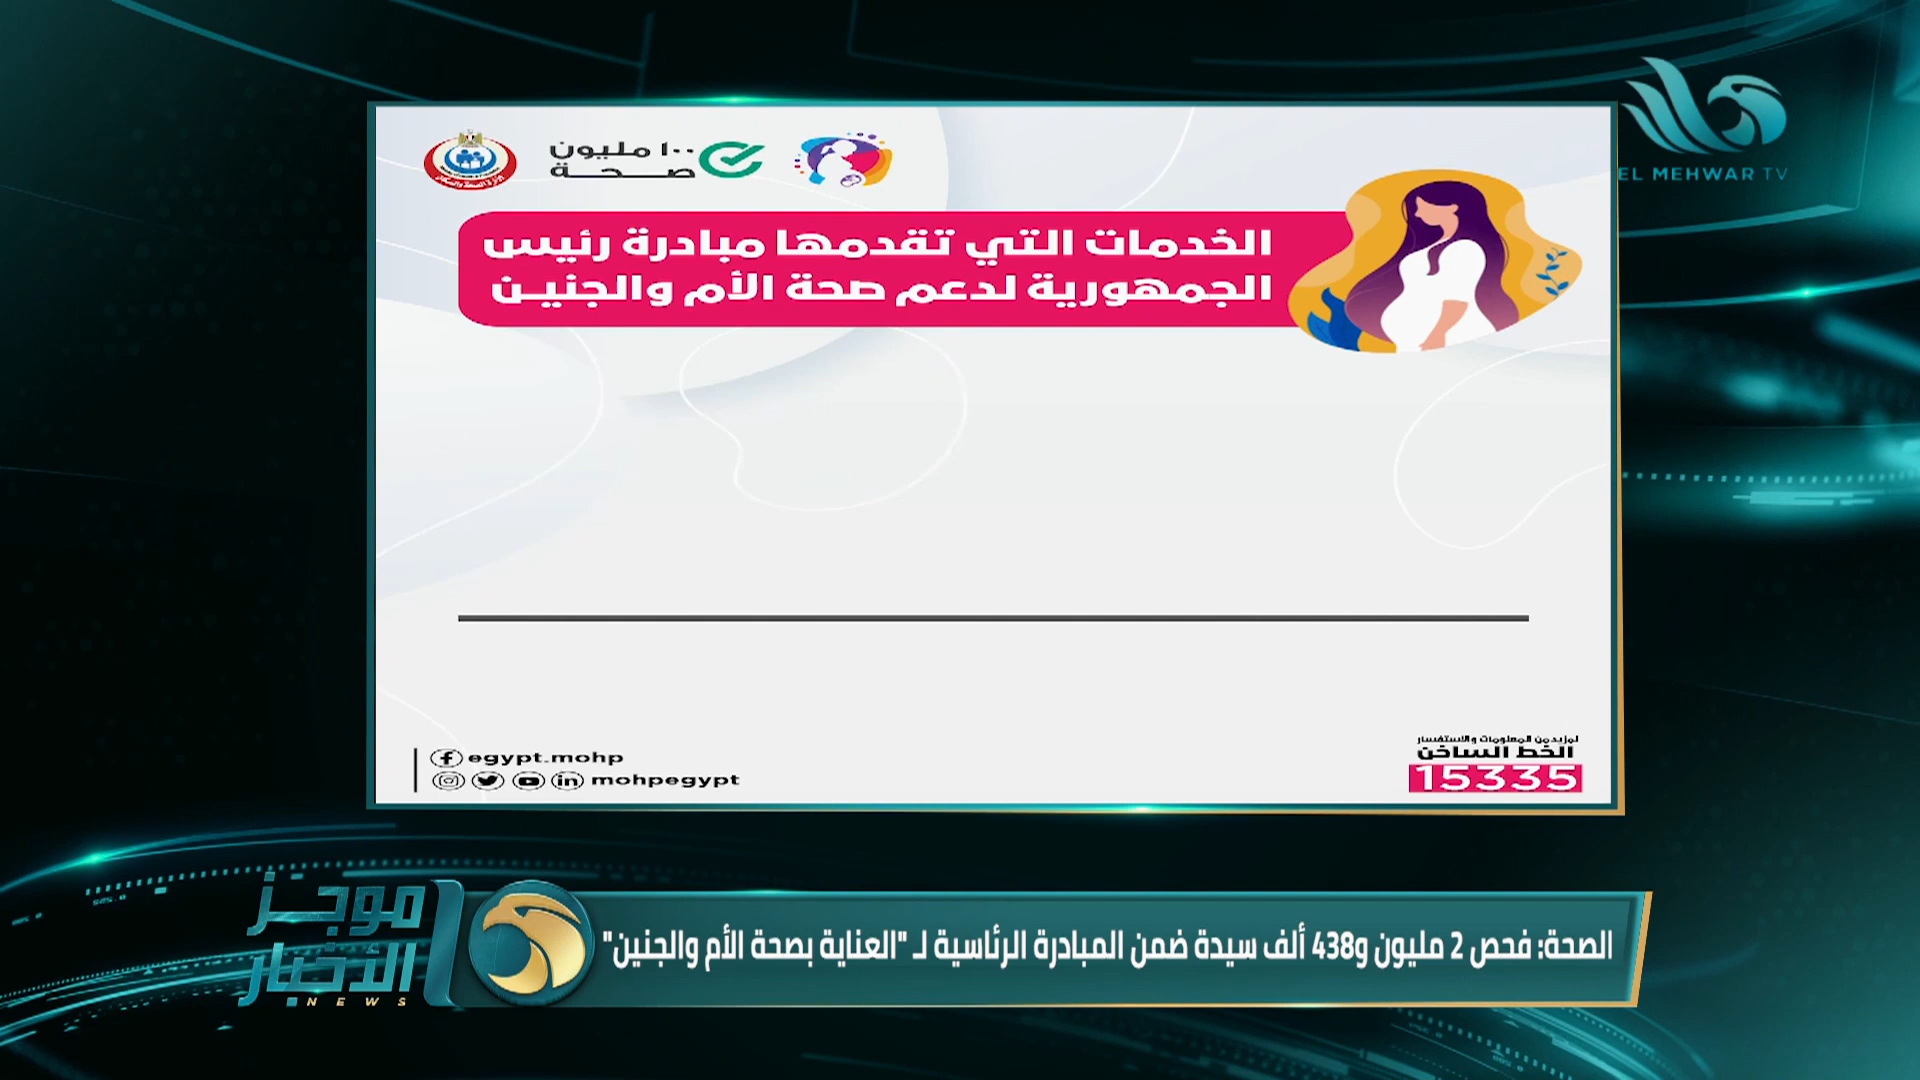 EL MEHWAR TV
١٠٠ مليون
صحة
الخدمات التي تقدمها مبادرة رئيس
الجمهورية لدعم صحة الأم والجنين
لمزيد من المعلومات والاستفسار
الخط الساخن
15335
egypt.mohp
mohpegypt
موجز
الأخبار
NEWS
الصحة: فحص 2 مليون و438 ألف سيدة ضمن المبادرة الرئاسية لـ "العناية بصحة الأم والجنين"